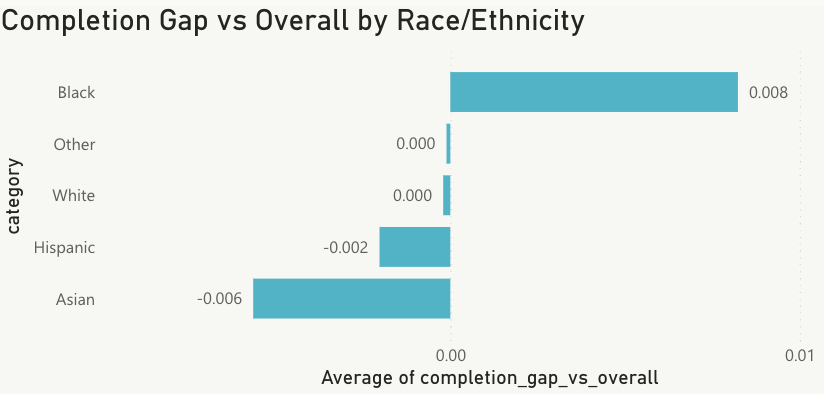 Completion Gap vs Overall by Race/Ethnicity
category
Black
0.008
Other
0.000
White
0.000
Hispanic
-0.002
Asian
-0.006
0.00
0.01
Average of completion_gap_vs_overall